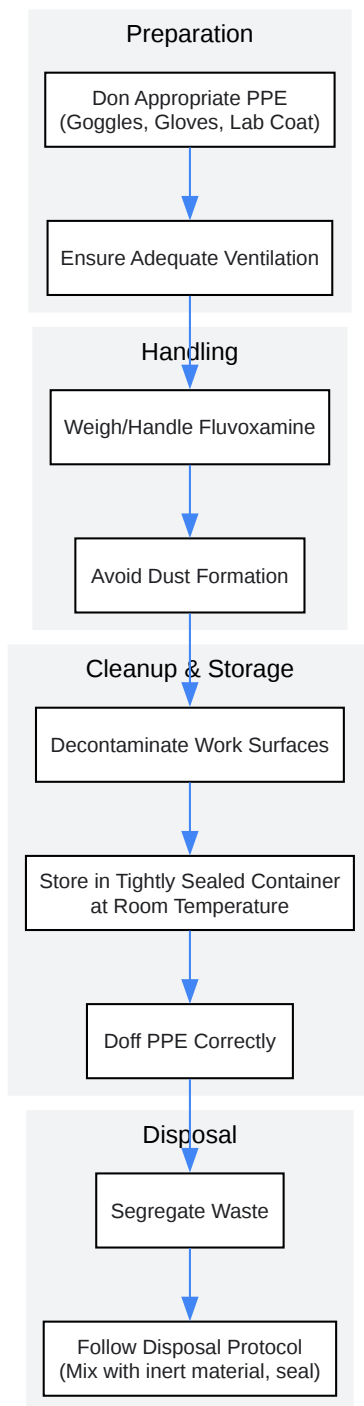 Preparation
Don Appropriate PPE
(Goggles, Gloves, Lab Coat)
Ensure Adequate Ventilation
Handling
Weigh/Handle Fluvoxamine
Avoid Dust Formation
Cleanup & Storage
Decontaminate Work Surfaces
Store in Tightly Sealed Container
at Room Temperature
Doff PPE Correctly
Disposal
Segregate Waste
Follow Disposal Protocol
(Mix with inert material, seal)